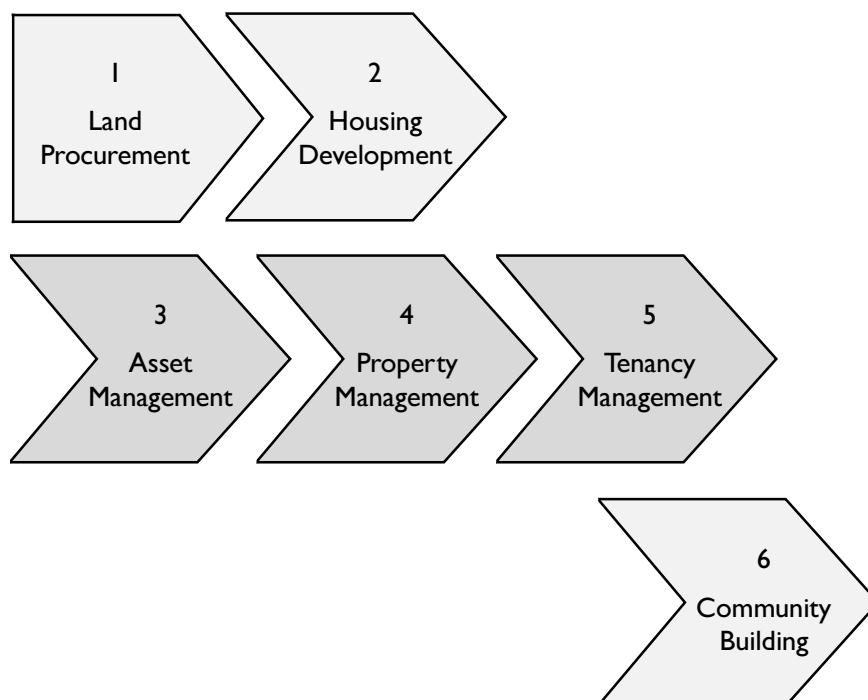 1
Land
Procurement
2
Housing
Development
3
Asset
Management
4
Property
Management
5
Tenancy
Management
6
Community
Building